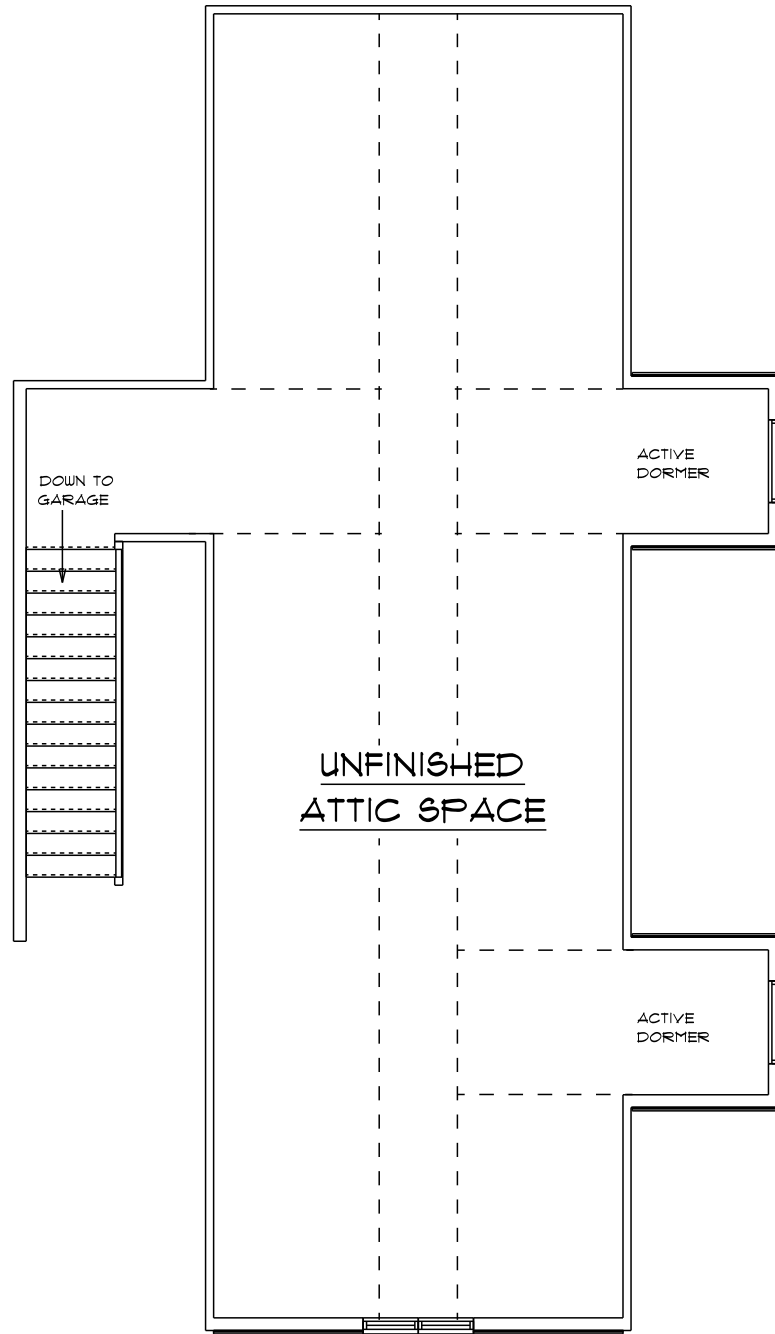 DOWN TO
GARAGE
ACTIVE
DORMER
UNFINISHED
ATTIC SPACE
ACTIVE
DORMER